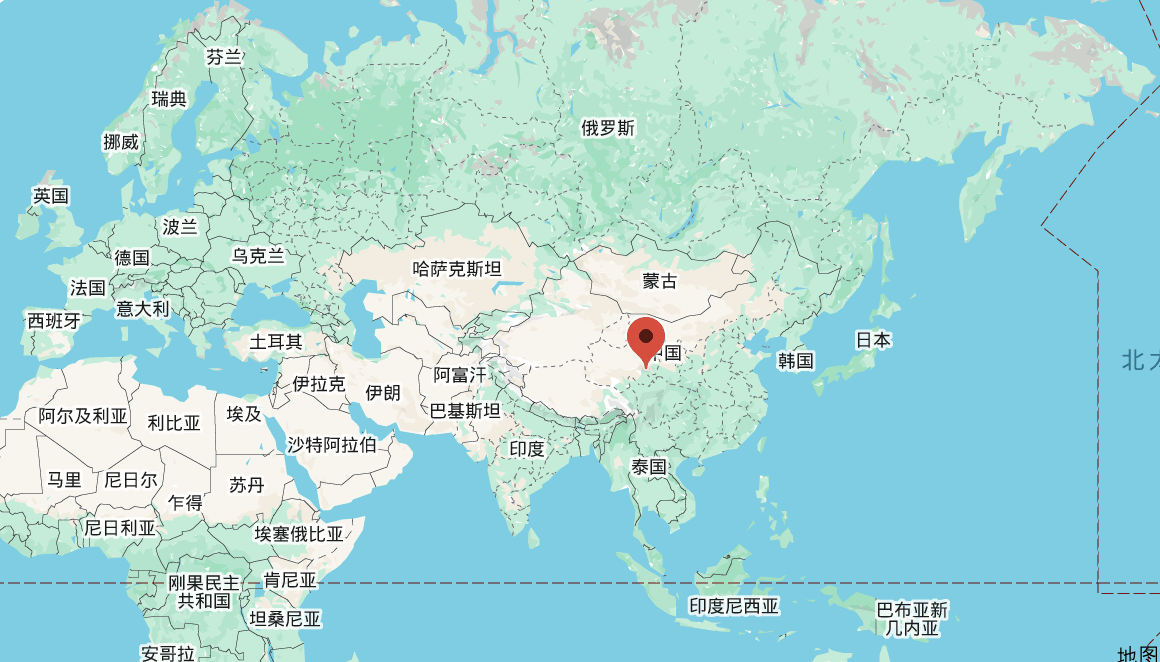 芬兰
瑞典
挪威
俄罗斯
英国
波兰
德国
乌克兰
哈萨克斯坦
蒙古
法国
意大利
西班牙
土耳其
日本
国
韩国
北
伊拉克
伊朗
阿富汗
阿尔及利亚
利比亚
埃及
巴基斯坦
沙特阿拉伯
印度
泰国
马里
尼日尔
苏丹
乍得
尼日利亚
埃塞俄比亚
刚果民主
共和国
肯尼亚
坦桑尼亚
印度尼西亚
巴布亚新
几内亚
安哥拉
地图